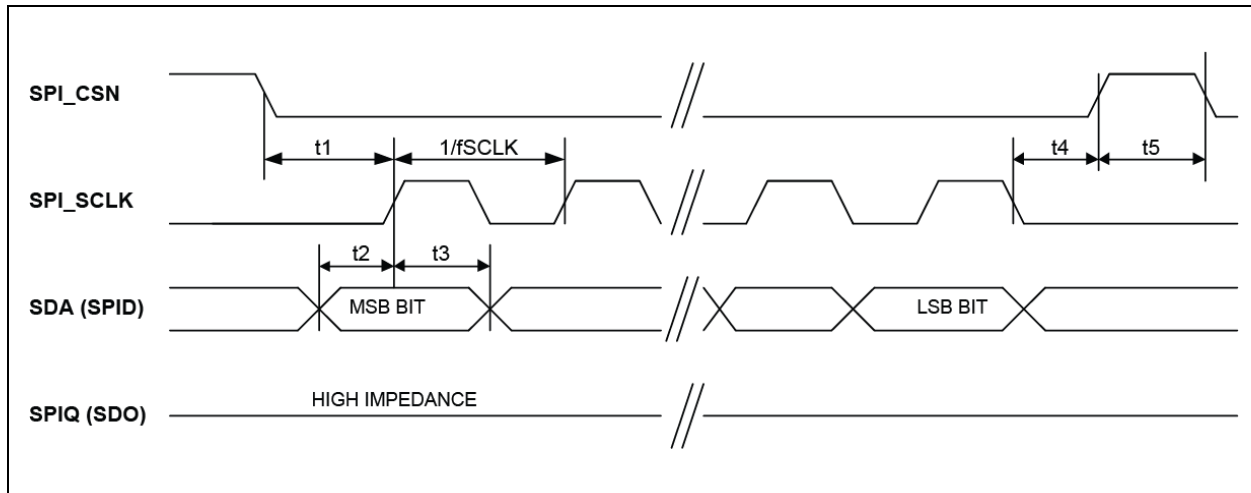 SPI_CSN
t1
1/fSCLK
t4
t5
SPI_SCLK
t2
t3
SDA (SPID)
MSB BIT
LSB BIT
HIGH IMPEDANCE
SPIQ (SDO)